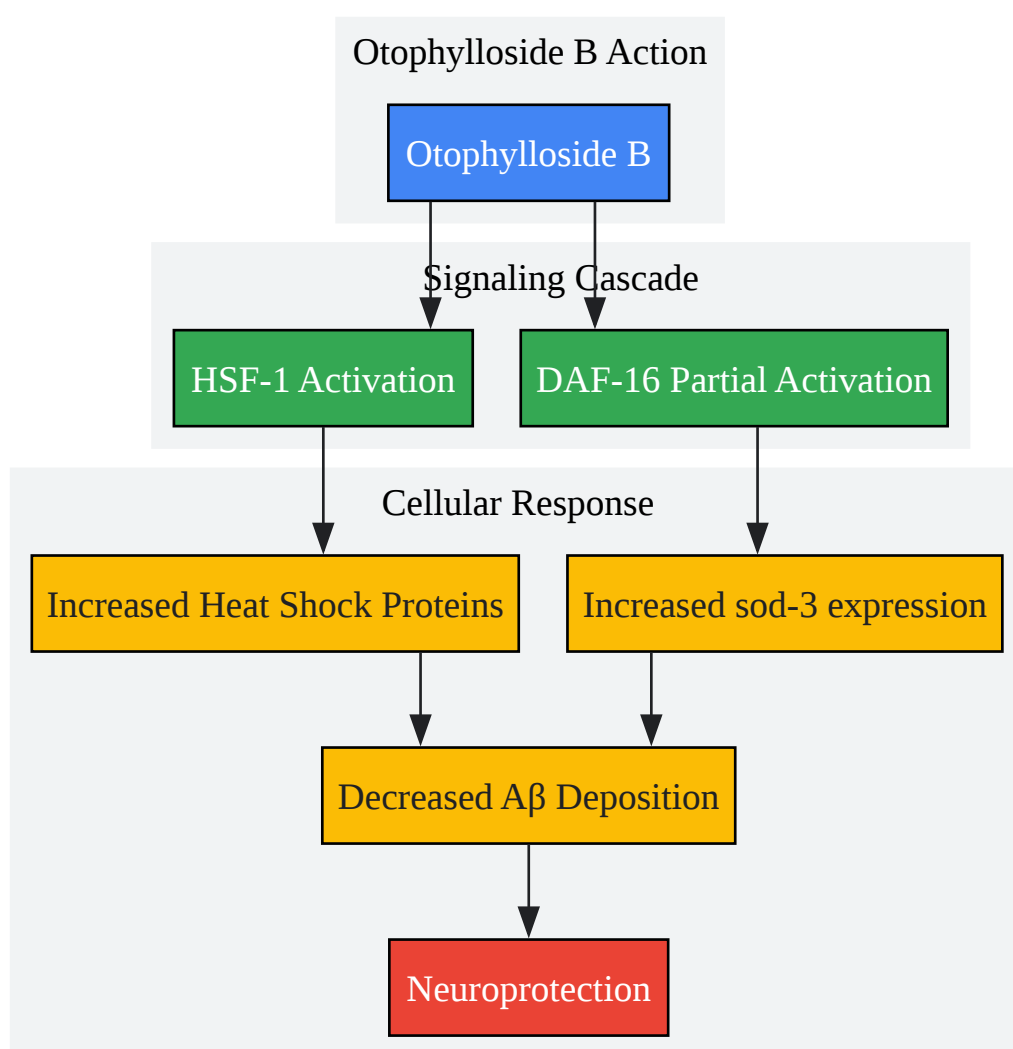 Otophylloside B Action
Otophylloside B
Signaling Cascade
HSF-1 Activation
DAF-16 Partial Activation
Cellular Response
Increased Heat Shock Proteins
Increased sod-3 expression
Decreased Aβ Deposition
Neuroprotection